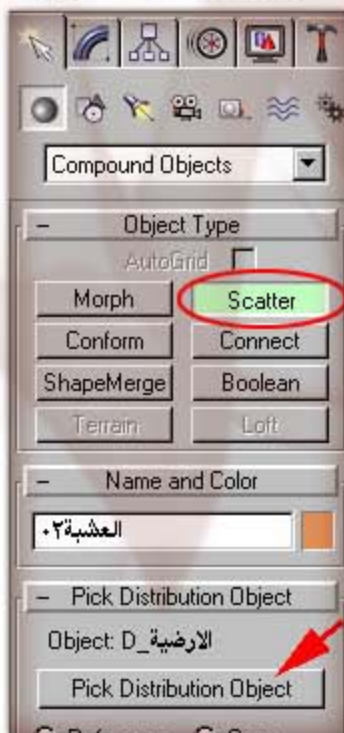 Compound Objects
Object Type
AutoGrid
Morph Scatter
Conform Connect
ShapeMerge Boolean
Terrain Loft
Name and Color
العشبة٠٢
Pick Distribution Object
Object: D_الارضية
Pick Distribution Object